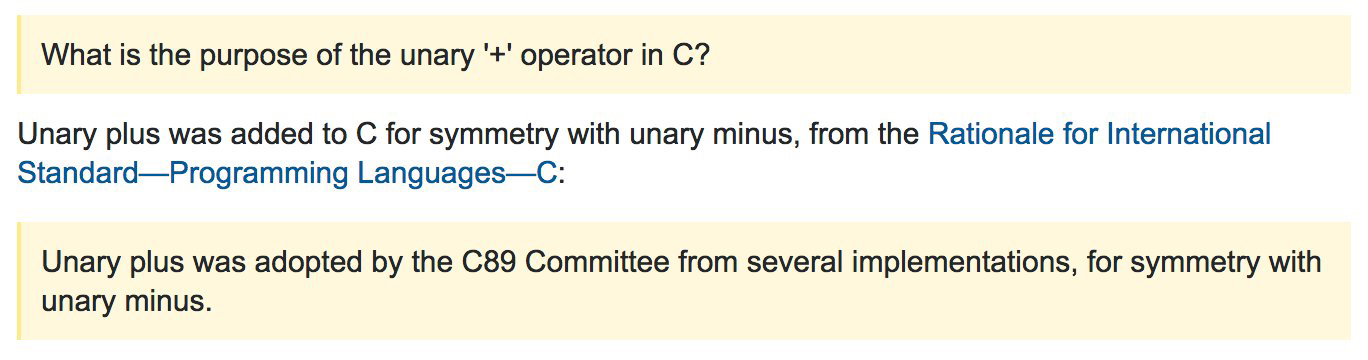 What is the purpose of the unary '+' operator in C?
Unary plus was added to C for symmetry with unary minus, from the Rationale for International
Standard—Programming Languages—C:
Unary plus was adopted by the C89 Committee from several implementations, for symmetry with
unary minus.